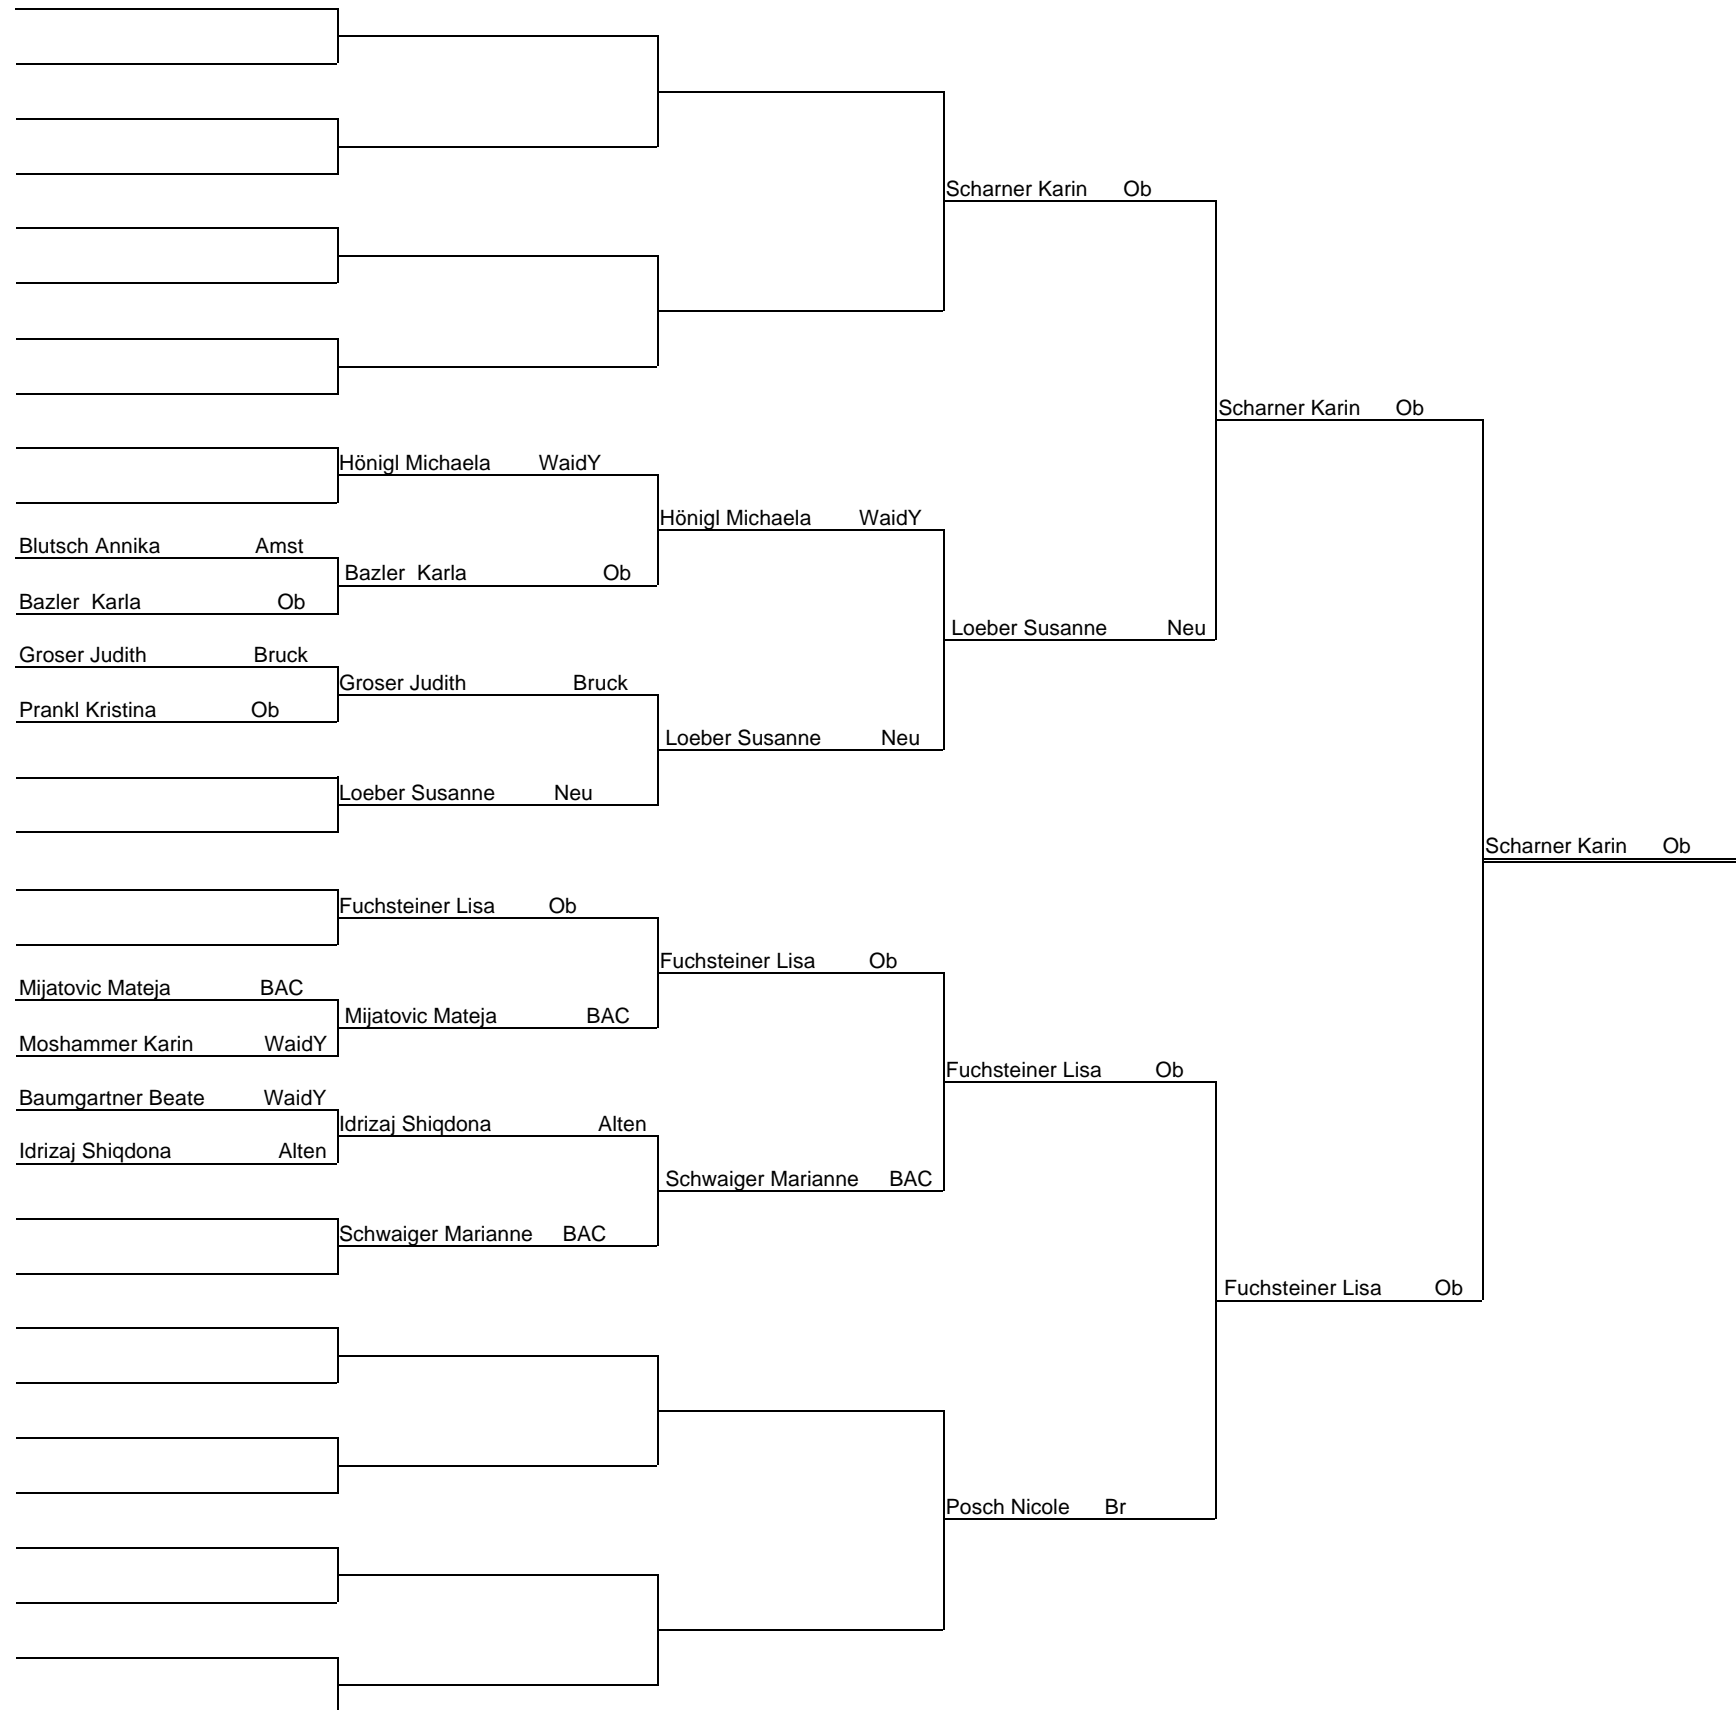 Scharner Karin Ob
Scharner Karin Ob
Hönigl Michaela WaidY
Hönigl Michaela WaidY
Blutsch Annika Amst
Bazler Karla Ob
Bazler Karla Ob
Loeber Susanne Neu
Groser Judith Bruck
Groser Judith Bruck
Prankl Kristina Ob
Loeber Susanne Neu
Loeber Susanne Neu
Scharner Karin Ob
Fuchsteiner Lisa Ob
Fuchsteiner Lisa Ob
Mijatovic Mateja BAC
Mijatovic Mateja BAC
Moshammer Karin WaidY
Fuchsteiner Lisa Ob
Baumgartner Beate WaidY
Idrizaj Shiqdona Alten
Idrizaj Shiqdona Alten
Schwaiger Marianne BAC
Schwaiger Marianne BAC
Fuchsteiner Lisa Ob
Posch Nicole Br